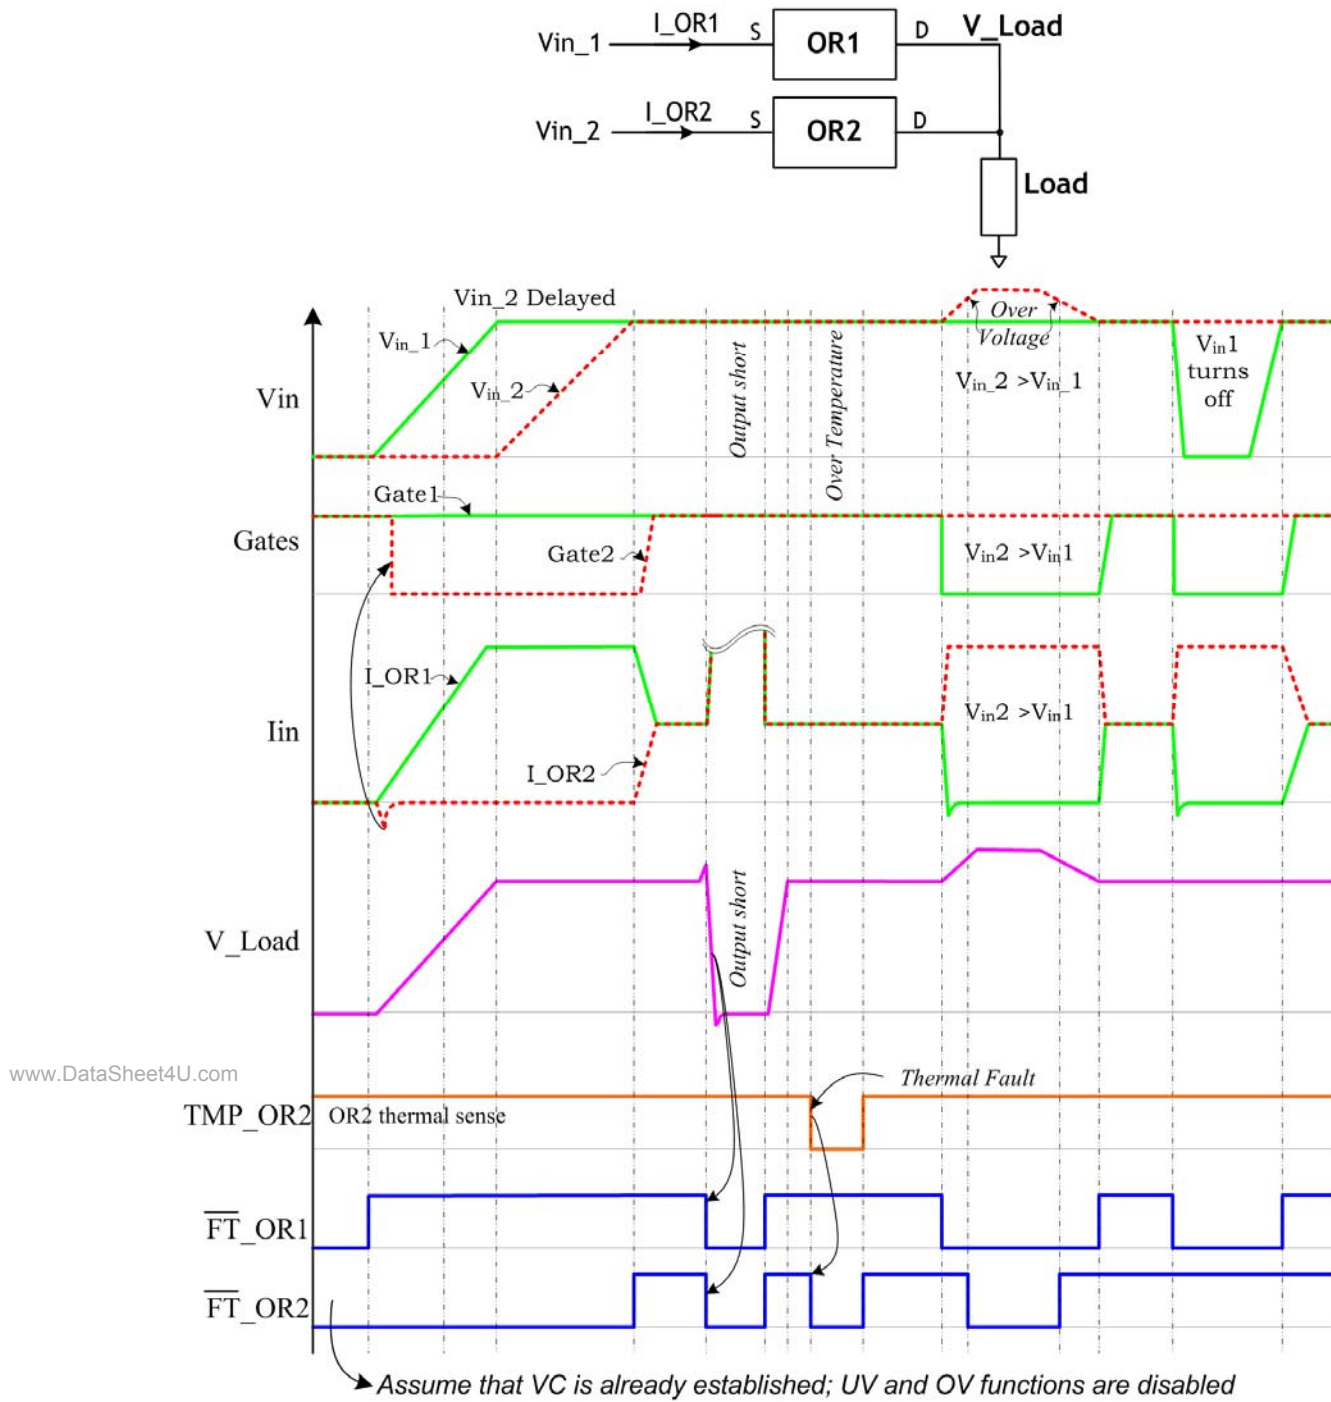 I_OR1
S
D
V_Load
Vin_1
OR1
I_OR2
S
D
Vin_2
OR2
Load
Vin_2 Delayed
Over
Voltage
Vin_1
Vin1
turns
off
Vin_2
Vin_2 >Vin_1
Vin
Output short
Over Temperature
Gate1
Gates
Gate2
Vin2 >Vin1
I_OR1
Vin2 >Vin1
Iin
I_OR2
Output short
V_Load
www.DataSheet4U.com
Thermal Fault
TMP_OR2
OR2 thermal sense
FT_OR1
FT_OR2
Assume that VC is already established; UV and OV functions are disabled